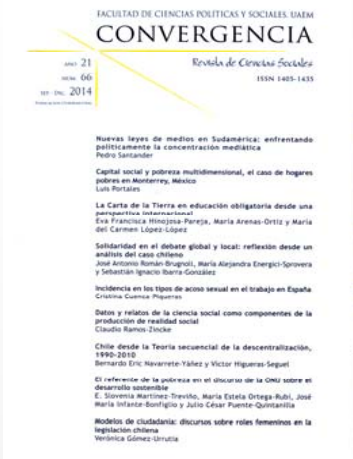 FACULTAD DE CIENCIAS POLÍTICAS Y SOCIALES, UAEM
CONVERGENCIA
AÑO 21
Revista de Ciencias Sociales
NÚM. 66
ISSN 1405-1435
SEP - DIC. 2014
Nuevas leyes de medios en Sudamérica: enfrentando
políticamente la concentración mediática
Pedro Santander
Capital social y pobreza multidimensional, el caso de hogares
pobres en Monterrey, México
Luis Portales
La Carta de la Tierra en educación obligatoria desde una
perspectiva internacional
Eva Francisca Hinojosa-Pareja, María Arenas-Ortiz y María
del Carmen López-López
Solidaridad en el debate global y local: reflexión desde un
análisis del caso chileno
José Antonio Román-Brugnoli, María Alejandra Energici-Sprovera
y Sebastián Ignacio Ibarra-González
Incidencia en los tipos de acoso sexual en el trabajo en España
Cristina Cuenca-Piqueras
Datos y relatos de la ciencia social como componentes de la
producción de realidad social
Claudio Ramos-Zincke
Chile desde la Teoría secuencial de la descentralización,
1990-2010
Bernardo Eric Navarrete-Yáñez y Víctor Higueras-Seguel
El referente de la pobreza en el discurso de la ONU sobre el
desarrollo sostenible
E. Slovenia Martínez-Treviño, María Estela Ortega-Rubí, José
María Infante-Bonfiglio y Julio César Puente-Quintanilla
Modelos de ciudadanía: discursos sobre roles femeninos en la
legislación chilena
Verónica Gómez-Urrutia